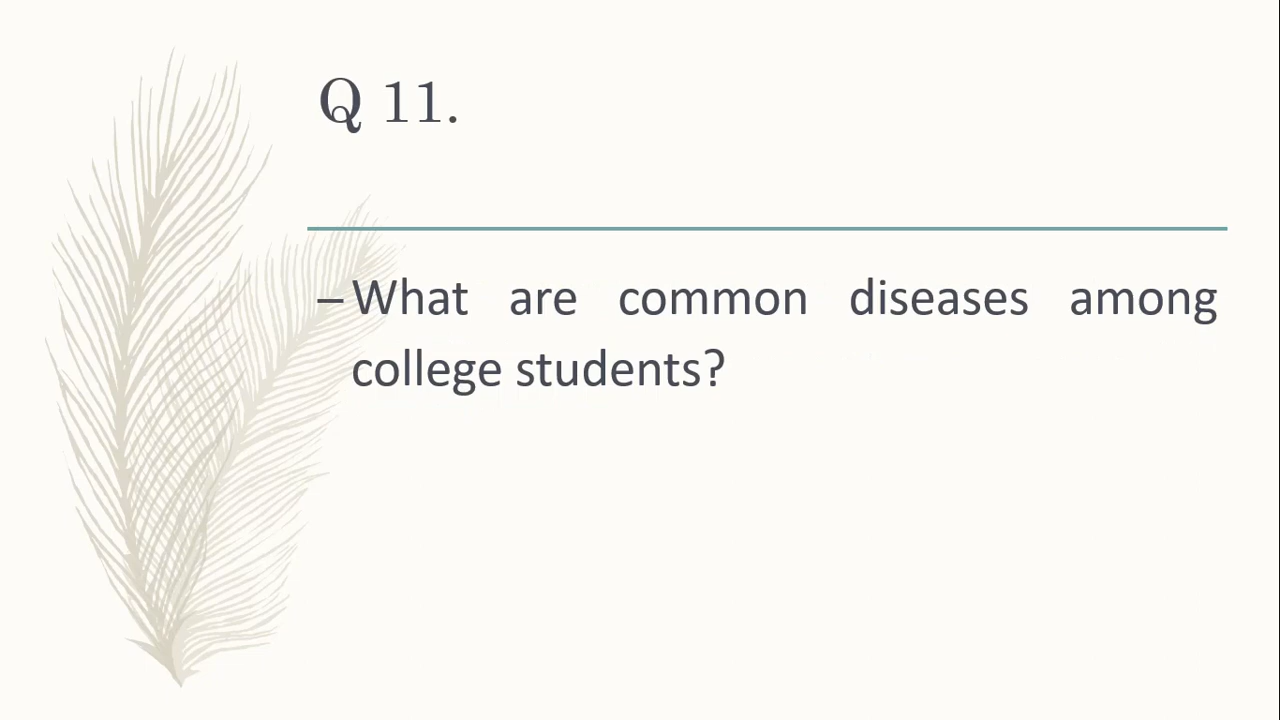 Q 11.
– What are common diseases among
college students?